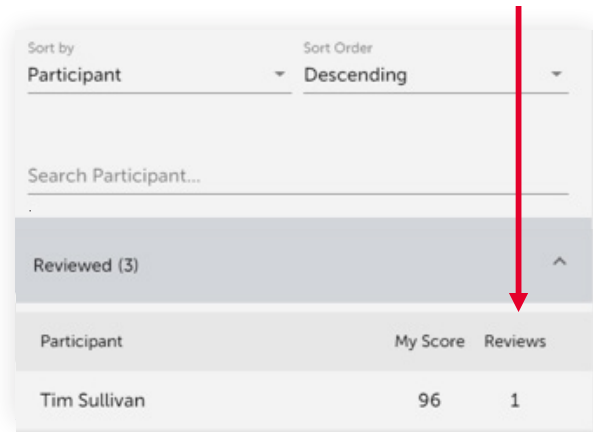 Sort by Sort Order
Participant Descending
Search Participant...
Reviewed (3)
Participant My Score Reviews
Tim Sullivan 96 1